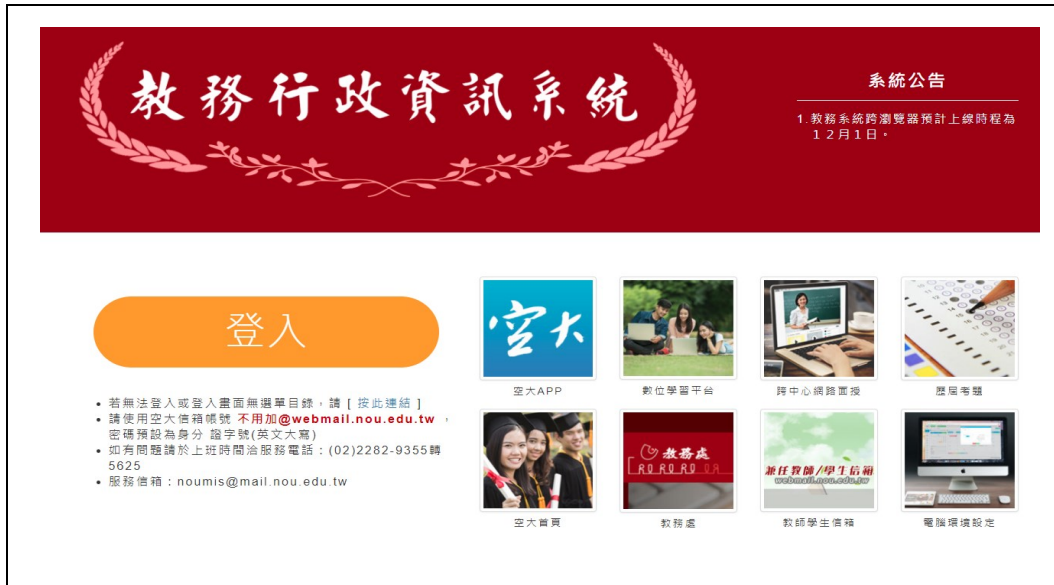 教務行政資訊系統
系統公告
1.教務系統跨瀏覽器預計上線時程為
１２月１日。
登入
若無法登入或登入畫面無選單目錄，請 [ 按此連結 ]
請使用空大信箱帳號 不用加@webmail.nou.edu.tw ，
密碼預設為身分 證字號(英文大寫)
如有問題請於上班時間洽服務電話：(02)2282-9355轉
5625
服務信箱：noumis@mail.nou.edu.tw
空大
空大APP
數位學習平台
跨中心網路面授
歷屆考題
教務處
兼任教師/學生信箱
webmail.nou.edu.tw
空大首頁
教務處
教師學生信箱
電腦環境設定